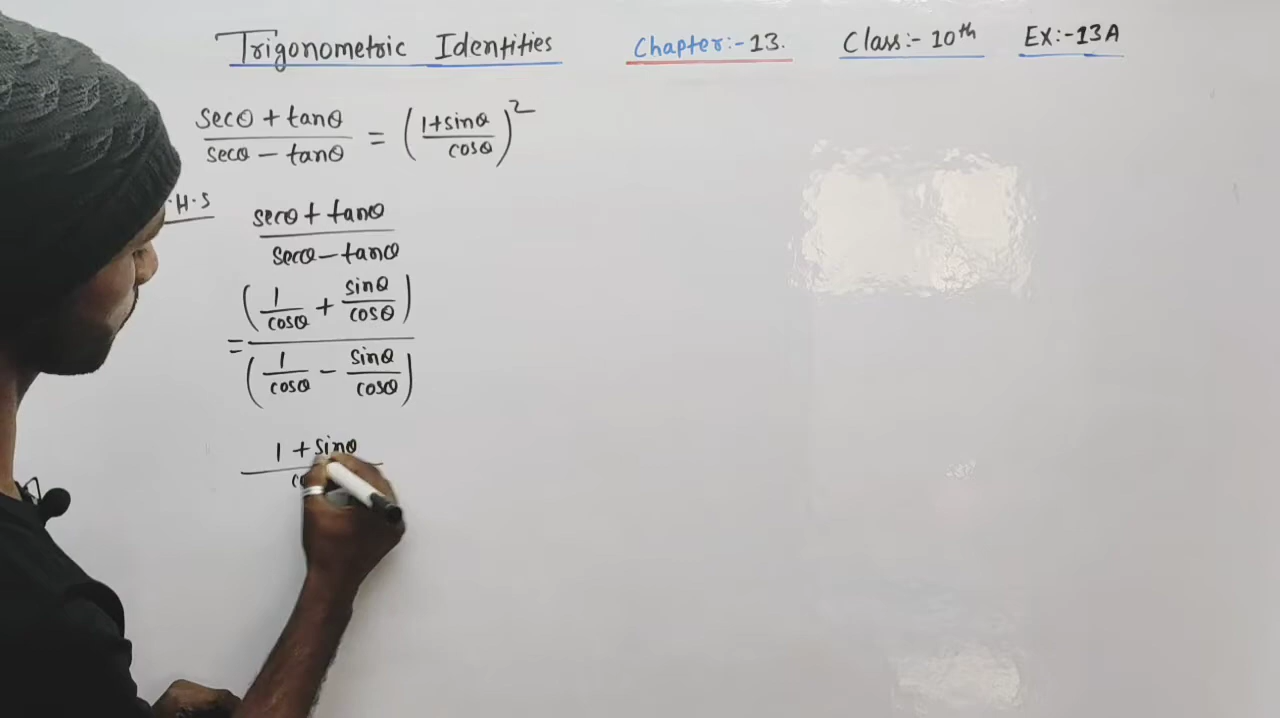 Trigonometric Identities Chapter:-13. Class:- 10th Ex:-13A
secθ + tanθ / secθ - tanθ = (1+sinθ / cosθ)²
.H.S secθ + tanθ / secθ - tanθ
= (1/cosθ + sinθ/cosθ) / (1/cosθ - sinθ/cosθ)
1 + sinθ